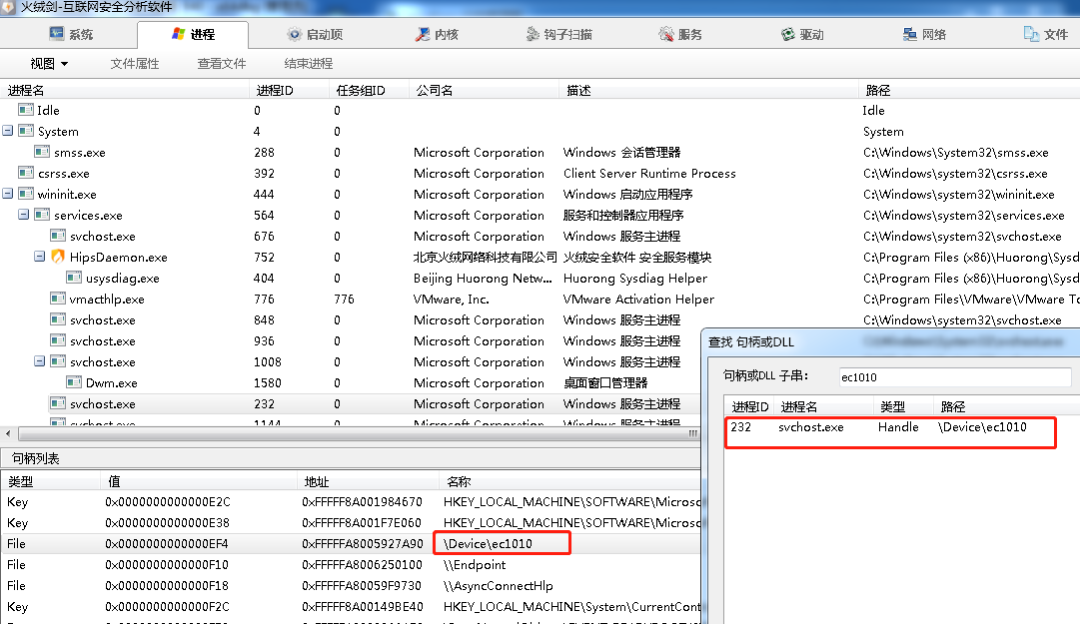 火绒剑-互联网安全分析软件
系统 进程 启动项 内核 钩子扫描 服务 驱动 网络 文件
视图 文件属性 查看文件 结束进程
进程名 进程ID 任务组ID 公司名 描述 路径
Idle 0 0 Idle
System 4 0 System
smss.exe 288 0 Microsoft Corporation Windows 会话管理器 C:\Windows\System32\smss.exe
csrss.exe 392 0 Microsoft Corporation Client Server Runtime Process C:\Windows\system32\csrss.exe
wininit.exe 444 0 Microsoft Corporation Windows 启动应用程序 C:\Windows\system32\wininit.exe
services.exe 564 0 Microsoft Corporation 服务和控制器应用程序 C:\Windows\system32\services.exe
svchost.exe 676 0 Microsoft Corporation Windows 服务主进程 C:\Windows\system32\svchost.exe
HipsDaemon.exe 752 0 北京火绒网络科技有限公司 火绒安全软件 安全服务模块 C:\Program Files (x86)\Huorong\Sysd
usysdiag.exe 404 0 Beijing Huorong Netw... Huorong Sysdiag Helper C:\Program Files (x86)\Huorong\Sysd
vmacthlp.exe 776 776 VMware, Inc. VMware Activation Helper C:\Program Files\VMware\VMware To
svchost.exe 848 0 Microsoft Corporation Windows 服务主进程 C:\Windows\system32\svchost.exe
svchost.exe 936 0 Microsoft Corporation Windows 服务主进程
svchost.exe 1008 0 Microsoft Corporation Windows 服务主进程
Dwm.exe 1580 0 Microsoft Corporation 桌面窗口管理器
svchost.exe 232 0 Microsoft Corporation Windows 服务主进程
svchost.exe 1144 0 Microsoft Corporation Windows 服务主进程
句柄列表
类型 值 地址 名称
Key 0x0000000000000E2C 0xFFFFF8A001984670 HKEY_LOCAL_MACHINE\SOFTWARE\Microso
Key 0x0000000000000E38 0xFFFFF8A001F7E060 HKEY_LOCAL_MACHINE\SOFTWARE\Microso
File 0x0000000000000EF4 0xFFFFFA8005927A90 \Device\ec1010
File 0x0000000000000F10 0xFFFFFA8006250100 \\Endpoint
File 0x0000000000000F18 0xFFFFFA80059F9730 \\AsyncConnectHlp
Key 0x0000000000000F2C 0xFFFFF8A00149BE40 HKEY_LOCAL_MACHINE\System\CurrentCont
查找 句柄或DLL
句柄或DLL 子串: ec1010
进程ID 进程名 类型 路径
232 svchost.exe Handle \Device\ec1010